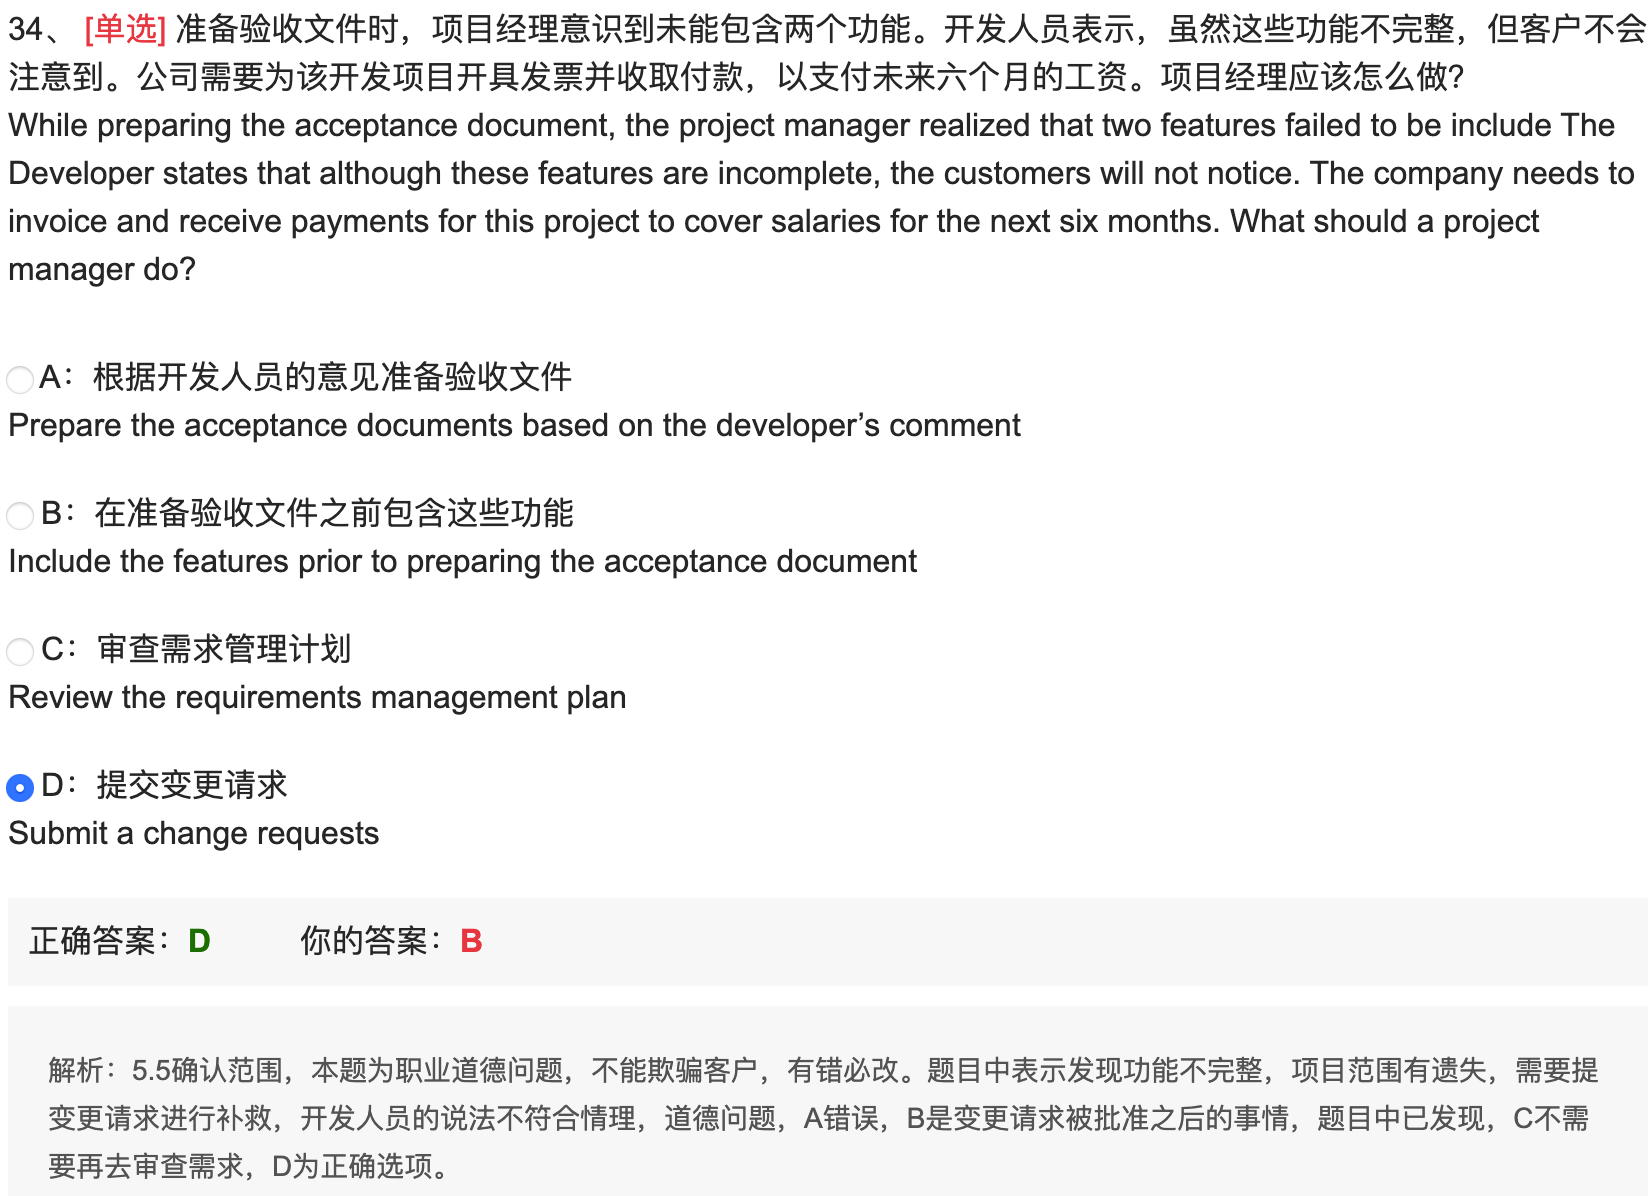 34、 [单选] 准备验收文件时，项目经理意识到未能包含两个功能。开发人员表示，虽然这些功能不完整，但客户不会
注意到。公司需要为该开发项目开具发票并收取付款，以支付未来六个月的工资。项目经理应该怎么做?
While preparing the acceptance document, the project manager realized that two features failed to be include The
Developer states that although these features are incomplete, the customers will not notice. The company needs to
invoice and receive payments for this project to cover salaries for the next six months. What should a project
manager do?
A：根据开发人员的意见准备验收文件
Prepare the acceptance documents based on the developer’s comment
B：在准备验收文件之前包含这些功能
Include the features prior to preparing the acceptance document
C：审查需求管理计划
Review the requirements management plan
D：提交变更请求
Submit a change requests
正确答案：D 你的答案：B
解析：5.5确认范围，本题为职业道德问题，不能欺骗客户，有错必改。题目中表示发现功能不完整，项目范围有遗失，需要提
变更请求进行补救，开发人员的说法不符合情理，道德问题，A错误，B是变更请求被批准之后的事情，题目中已发现，C不需
要再去审查需求，D为正确选项。